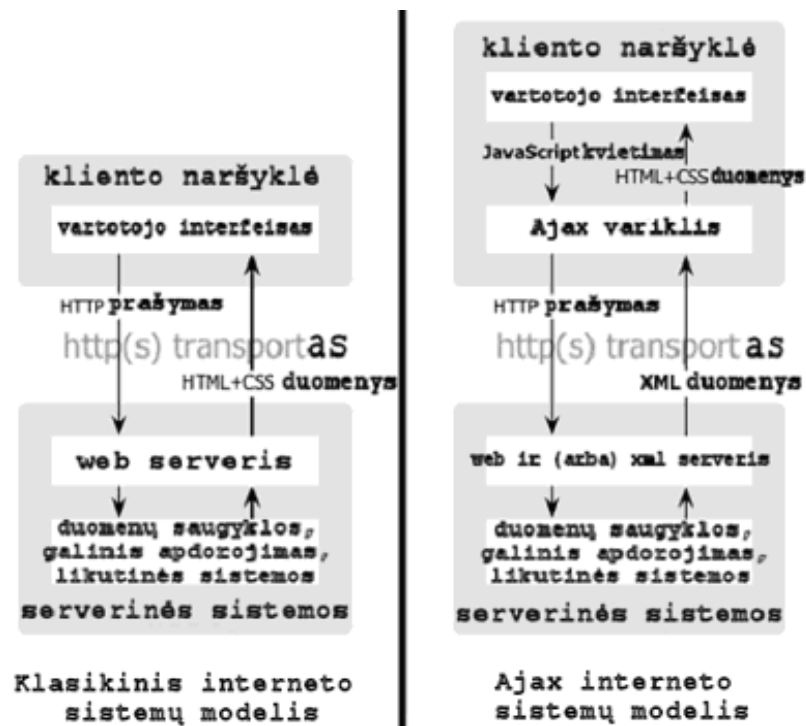 kliento naršyklė
vartotojo interfeisas
HTTP prašymas
http(s) transportas
HTML+CSS duomenys
web serveris
duomenų saugyklos,
galinis apdorojimas,
likutinės sistemos
serverinės sistemos
Klasikinis interneto
sistemų modelis
kliento naršyklė
vartotojo interfeisas
JavaScript kvietimas
HTML+CSS duomenys
Ajax variklis
HTTP prašymas
http(s) transportas
XML duomenys
web ir (arba) xml serveris
duomenų saugyklos,
galinis apdorojimas,
likutinės sistemos
serverinės sistemos
Ajax interneto
sistemų modelis